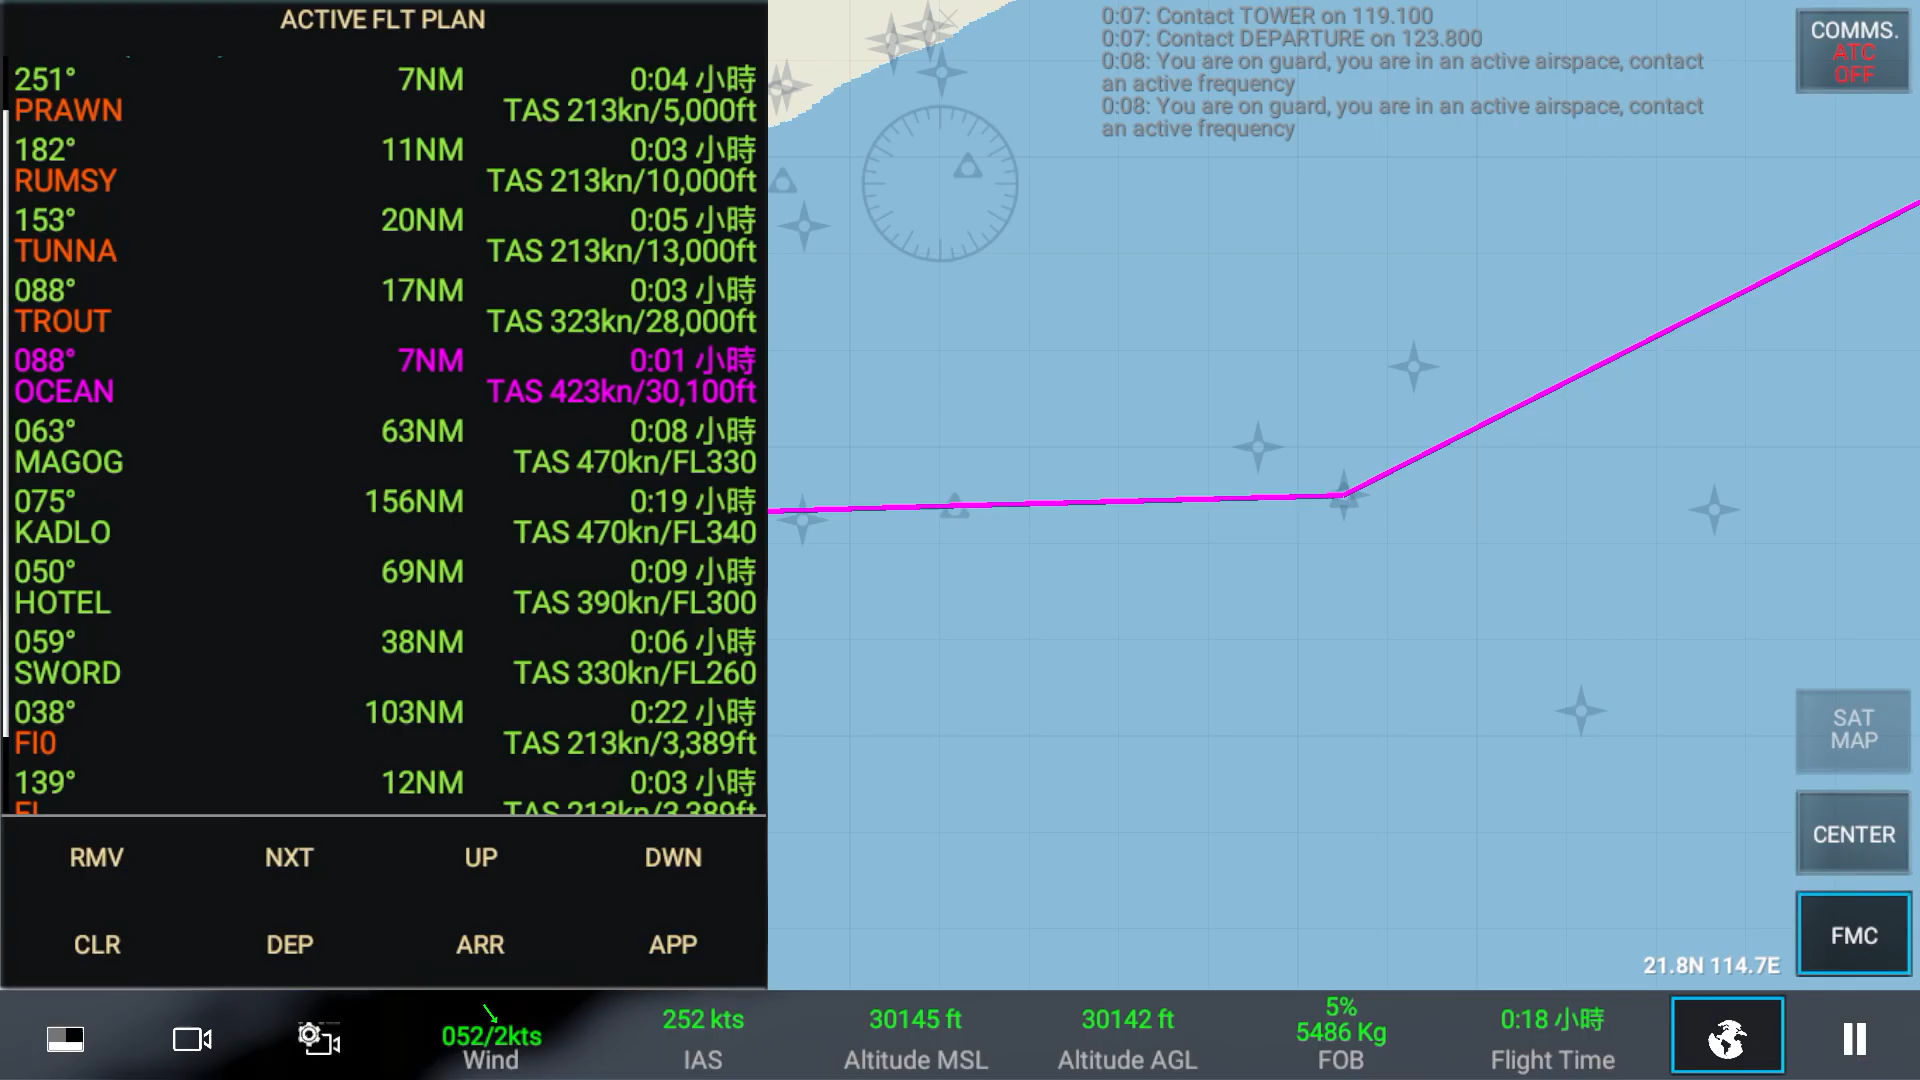 ACTIVE FLT PLAN
251° 7NM 0:04 小時
PRAWN TAS 213kn/5,000ft
182° 11NM 0:03 小時
RUMSY TAS 213kn/10,000ft
153° 20NM 0:05 小時
TUNNA TAS 213kn/13,000ft
088° 17NM 0:03 小時
TROUT TAS 323kn/28,000ft
088° 7NM 0:01 小時
OCEAN TAS 423kn/30,100ft
063° 63NM 0:08 小時
MAGOG TAS 470kn/FL330
075° 156NM 0:19 小時
KADLO TAS 470kn/FL340
050° 69NM 0:09 小時
HOTEL TAS 390kn/FL300
059° 38NM 0:06 小時
SWORD TAS 330kn/FL260
038° 103NM 0:22 小時
FI0 TAS 213kn/3,389ft
139° 12NM 0:03 小時
TAS 213kn/3,389ft
RMV NXT UP DWN
CLR DEP ARR APP
0:07: Contact TOWER on 119.100
0:07: Contact DEPARTURE on 123.800
0:08: You are on guard, you are in an active airspace, contact
an active frequency
0:08: You are on guard, you are in an active airspace, contact
an active frequency
COMMS.
ATC
OFF
SAT
MAP
CENTER
FMC
21.8N 114.7E
052/2kts
Wind
252 kts
IAS
30145 ft
Altitude MSL
30142 ft
Altitude AGL
5%
5486 Kg
FOB
0:18 小時
Flight Time